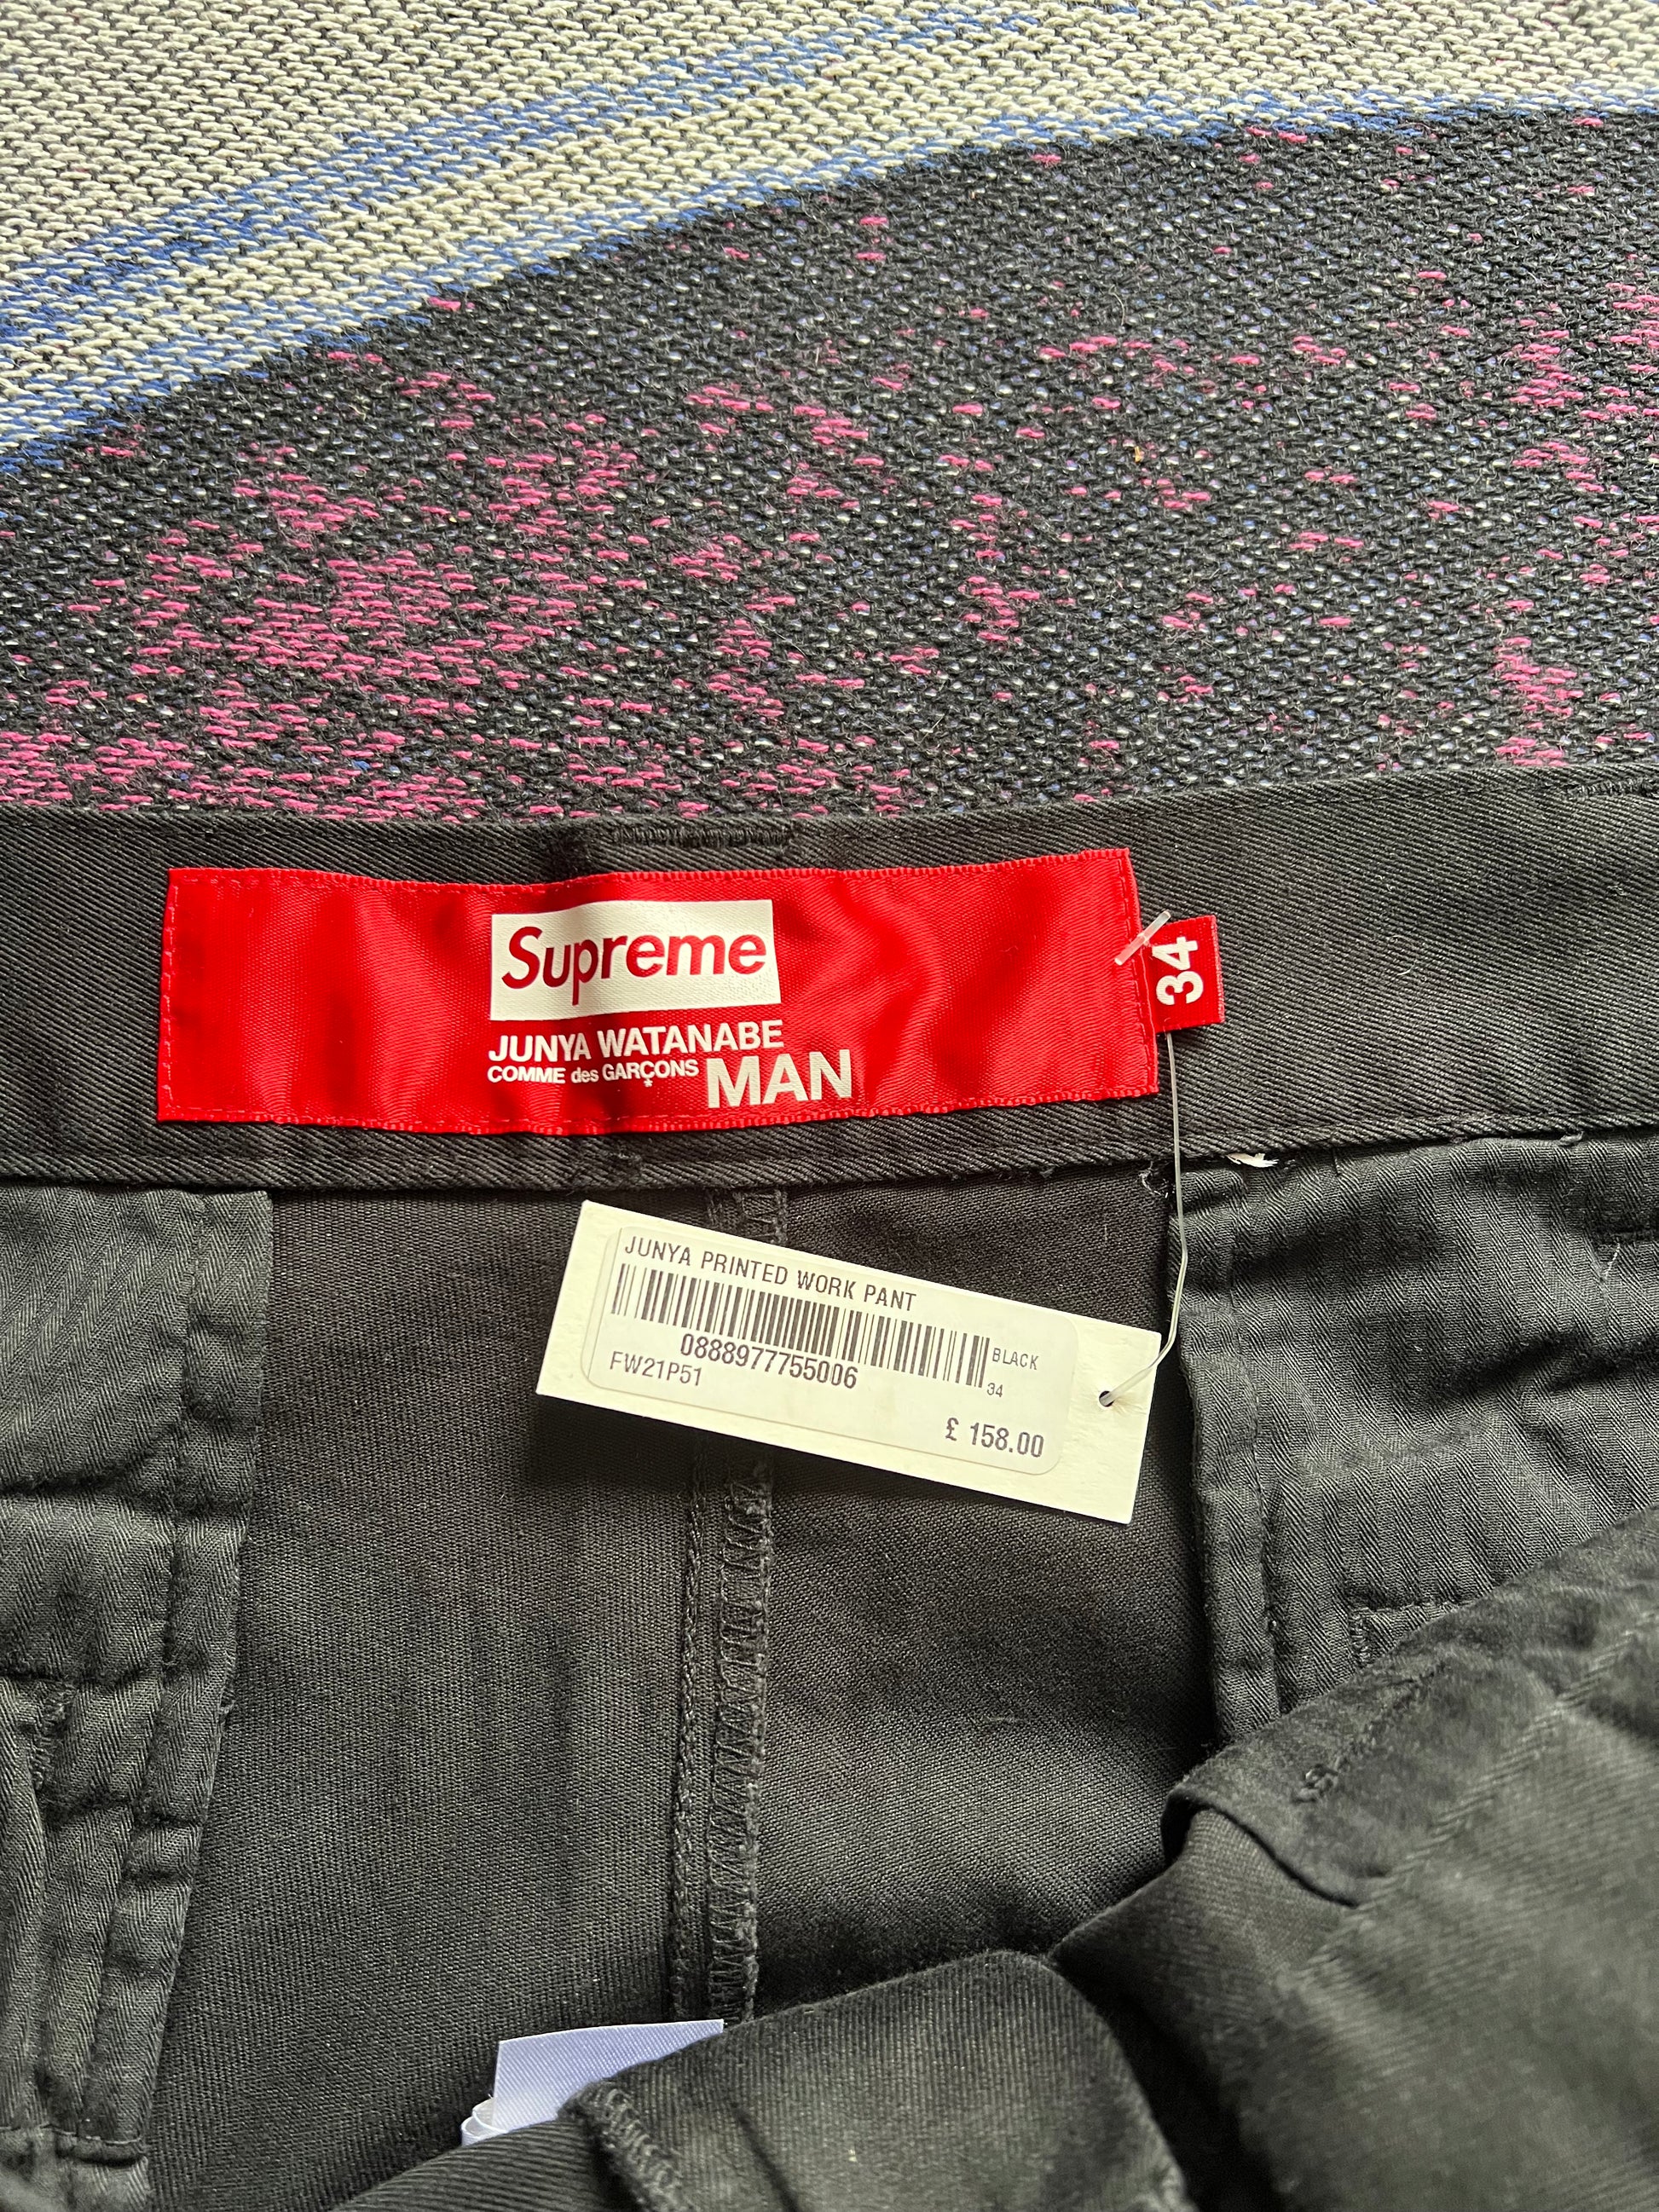 Supreme
JUNYA WATANABE
COMME des GARÇONS MAN
34
JUNYA PRINTED WORK PANT
BLACK
0888977755006
34
FW21P51
£ 158.00